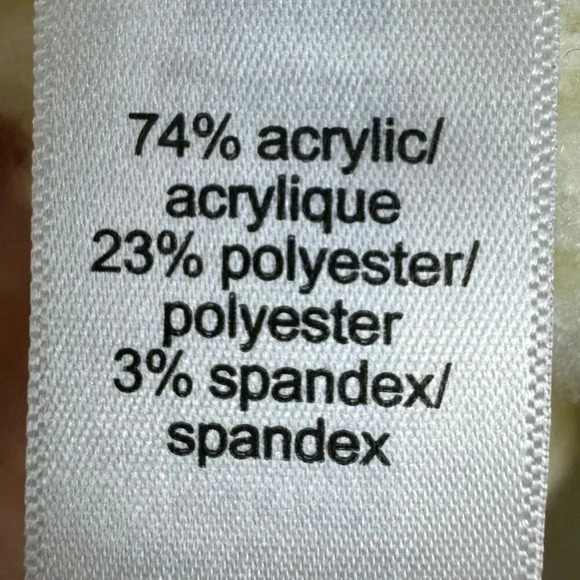 74% acrylic/
acrylique
23% polyester/
polyester
3% spandex/
spandex